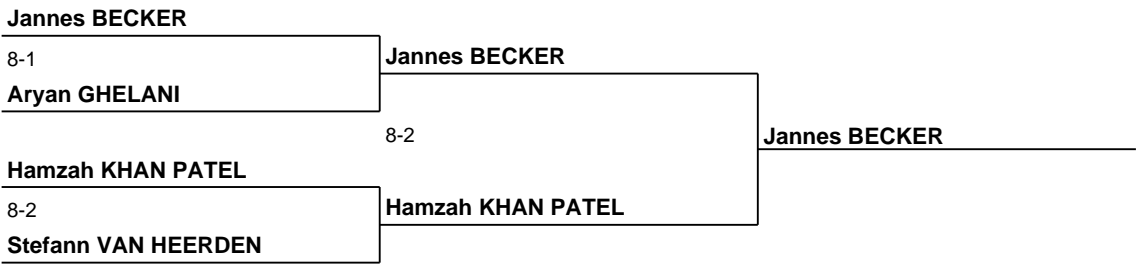 Jannes BECKER
8-1
Jannes BECKER
Aryan GHELANI
8-2
Jannes BECKER
Hamzah KHAN PATEL
8-2
Hamzah KHAN PATEL
Stefann VAN HEERDEN